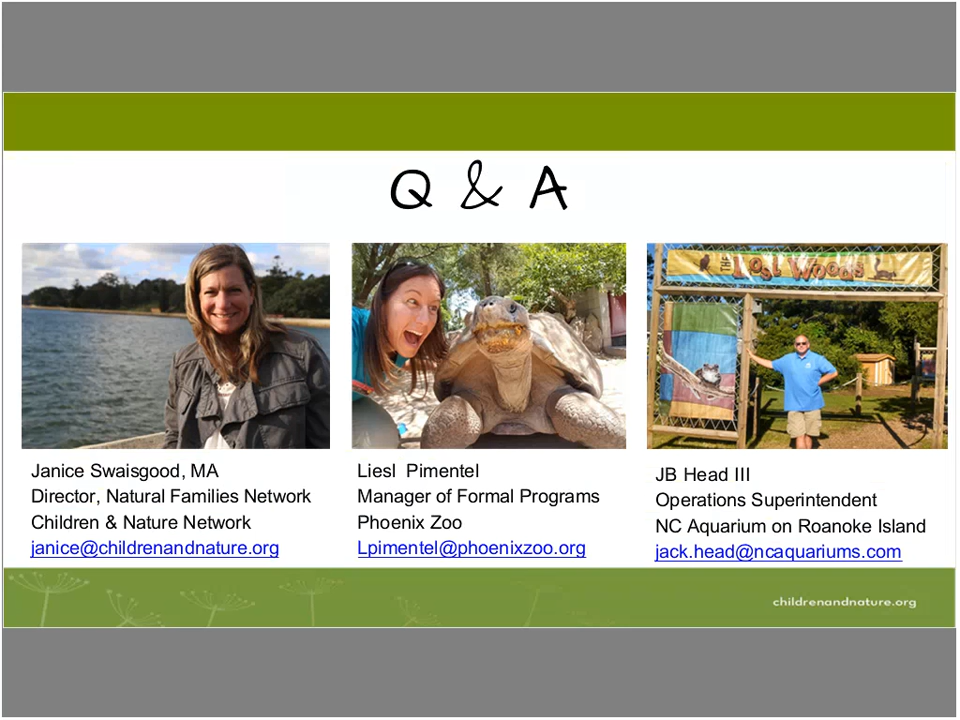 Q & A
THE LOST WOODS
Janice Swaisgood, MA
Director, Natural Families Network
Children & Nature Network
janice@childrenandnature.org
Liesl Pimentel
Manager of Formal Programs
Phoenix Zoo
Lpimentel@phoenixzoo.org
JB Head III
Operations Superintendent
NC Aquarium on Roanoke Island
jack.head@ncaquariums.com
childrenandnature.org